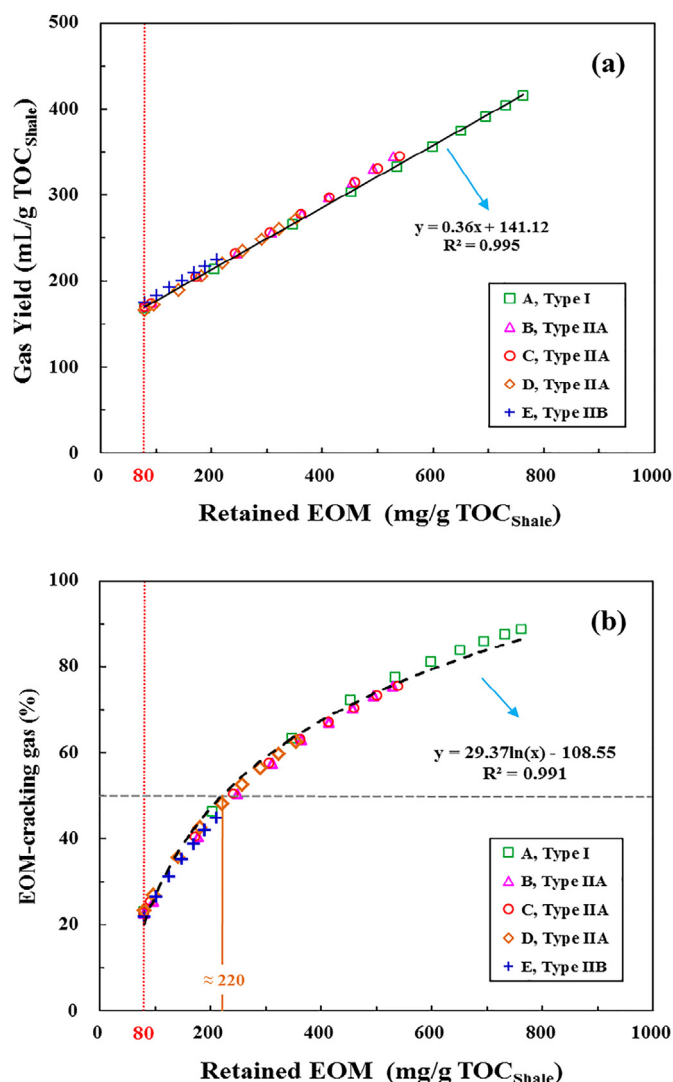 500
(a)
400
300
200
100
0
Gas Yield (mL/g TOC_Shale)
y = 0.36x + 141.12
R² = 0.995
A, Type I
B, Type IIA
C, Type IIA
D, Type IIA
E, Type IIB
0 80 200 400 600 800 1000
Retained EOM (mg/g TOC_Shale)
100
(b)
80
60
40
20
0
EOM-cracking gas (%)
y = 29.37ln(x) - 108.55
R² = 0.991
A, Type I
B, Type IIA
C, Type IIA
D, Type IIA
E, Type IIB
≈ 220
0 80 200 400 600 800 1000
Retained EOM (mg/g TOC_Shale)